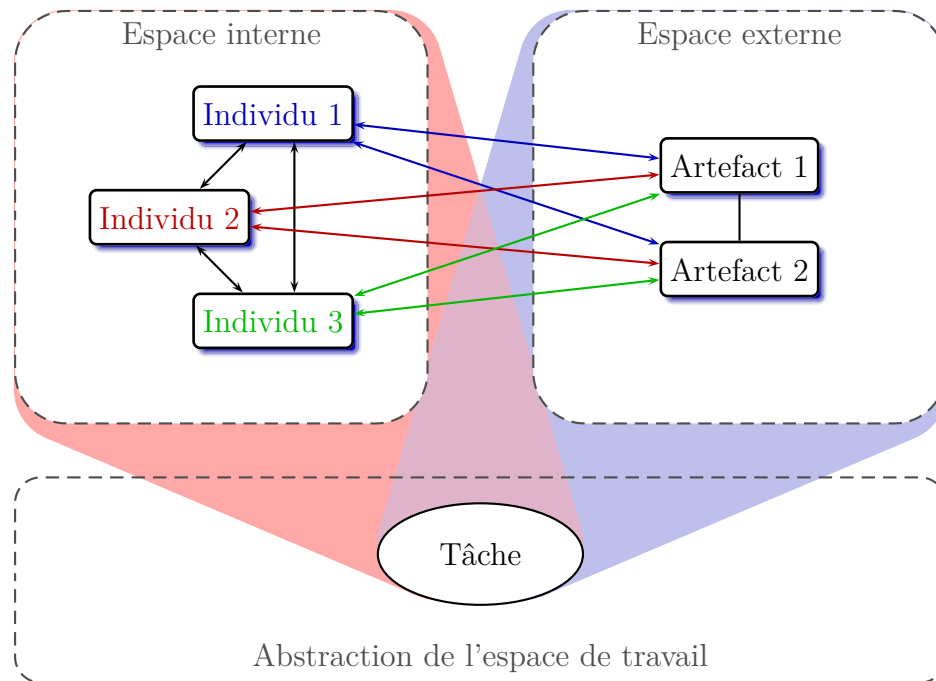 Espace interne
Espace externe
Individu 1
Artefact 1
Individu 2
Artefact 2
Individu 3
Tâche
Abstraction de l'espace de travail